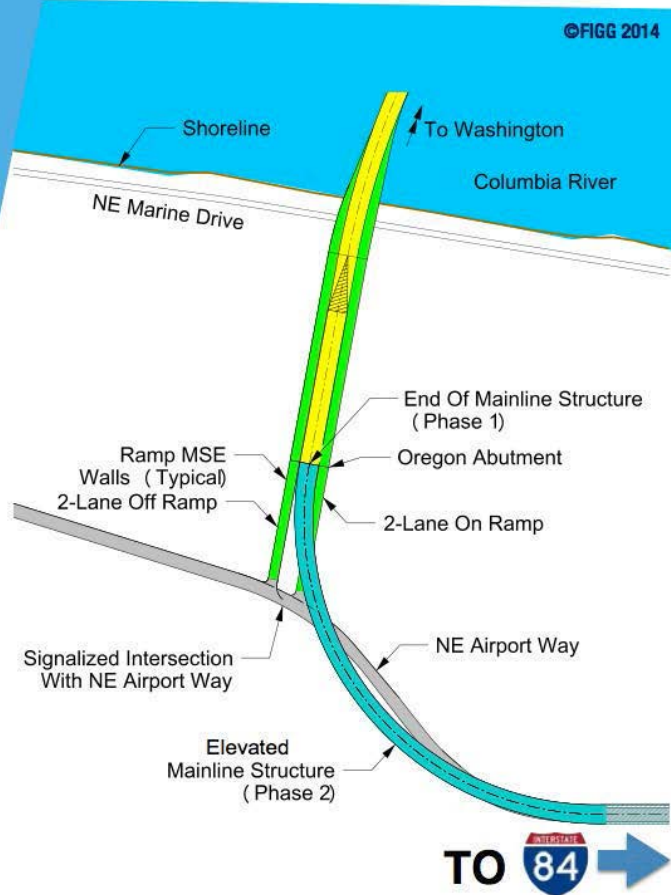 ©FIGG 2014
Shoreline
To Washington
Columbia River
NE Marine Drive
End Of Mainline Structure
( Phase 1)
Oregon Abutment
Ramp MSE
Walls ( Typical)
2-Lane Off Ramp
2-Lane On Ramp
Signalized Intersection
With NE Airport Way
NE Airport Way
Elevated
Mainline Structure
( Phase 2)
TO
INTERSTATE
84